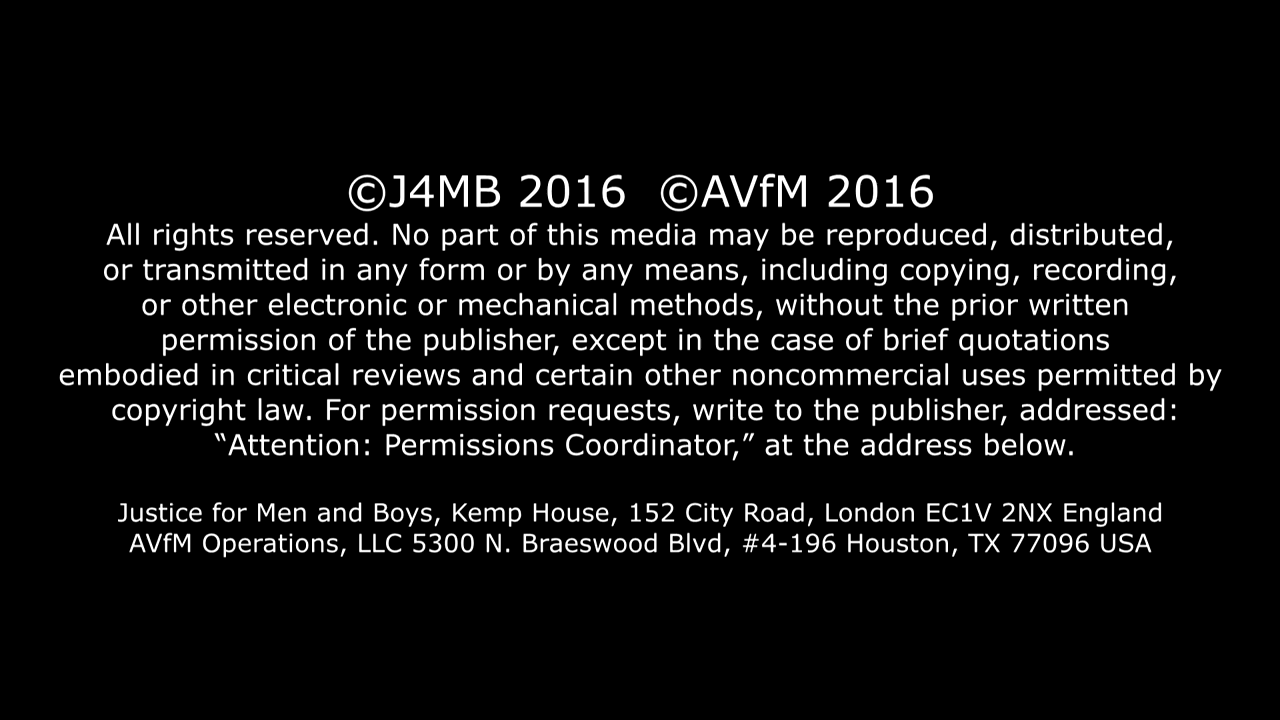 ©J4MB 2016  ©AVfM 2016
All rights reserved. No part of this media may be reproduced, distributed,
or transmitted in any form or by any means, including copying, recording,
or other electronic or mechanical methods, without the prior written
permission of the publisher, except in the case of brief quotations
embodied in critical reviews and certain other noncommercial uses permitted by
copyright law. For permission requests, write to the publisher, addressed:
“Attention: Permissions Coordinator,” at the address below.
Justice for Men and Boys, Kemp House, 152 City Road, London EC1V 2NX England
AVfM Operations, LLC 5300 N. Braeswood Blvd, #4-196 Houston, TX 77096 USA